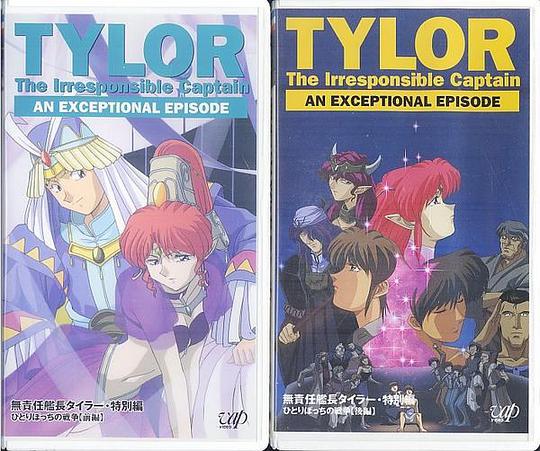 TYLOR
The Irresponsible Captain
AN EXCEPTIONAL EPISODE
無責任艦長タイラー・特別編
ひとりぼっちの戦争【前編】
vap
VIDEO
TYLOR
The Irresponsible Captain
AN EXCEPTIONAL EPISODE
無責任艦長タイラー・特別編
ひとりぼっちの戦争【後編】
vap
VIDEO